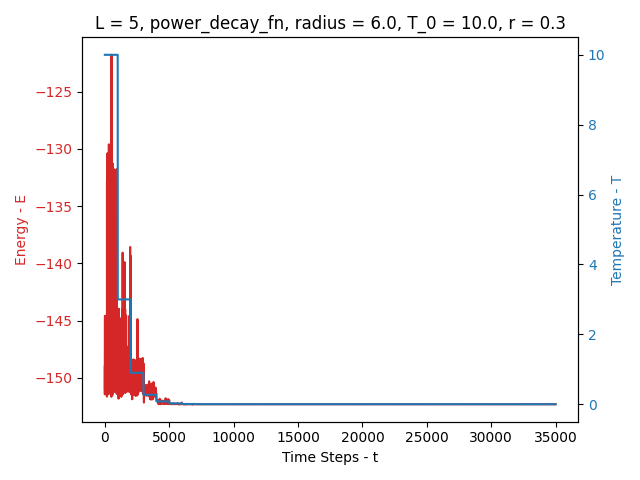 L = 5, power_decay_fn, radius = 6.0, T_0 = 10.0, r = 0.3
Energy - E
−125
−130
−135
−140
−145
−150
10
8
6
4
2
0
Temperature - T
0 5000 10000 15000 20000 25000 30000 35000
Time Steps - t